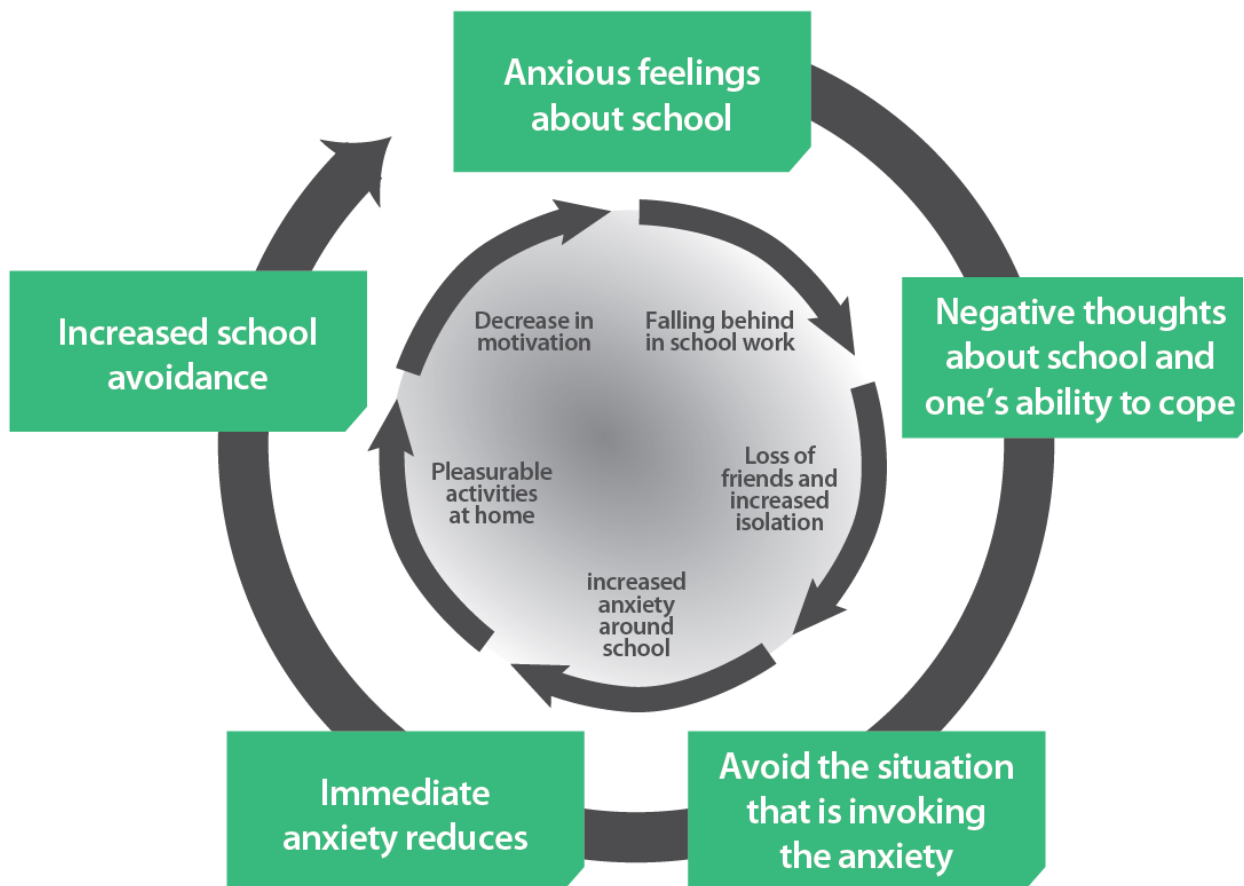 Anxious feelings
about school
Negative thoughts
about school and
one's ability to cope
Avoid the situation
that is invoking
the anxiety
Immediate
anxiety reduces
Increased school
avoidance
Falling behind
in school work
Loss of
friends and
increased
isolation
increased
anxiety
around
school
Pleasurable
activities
at home
Decrease in
motivation